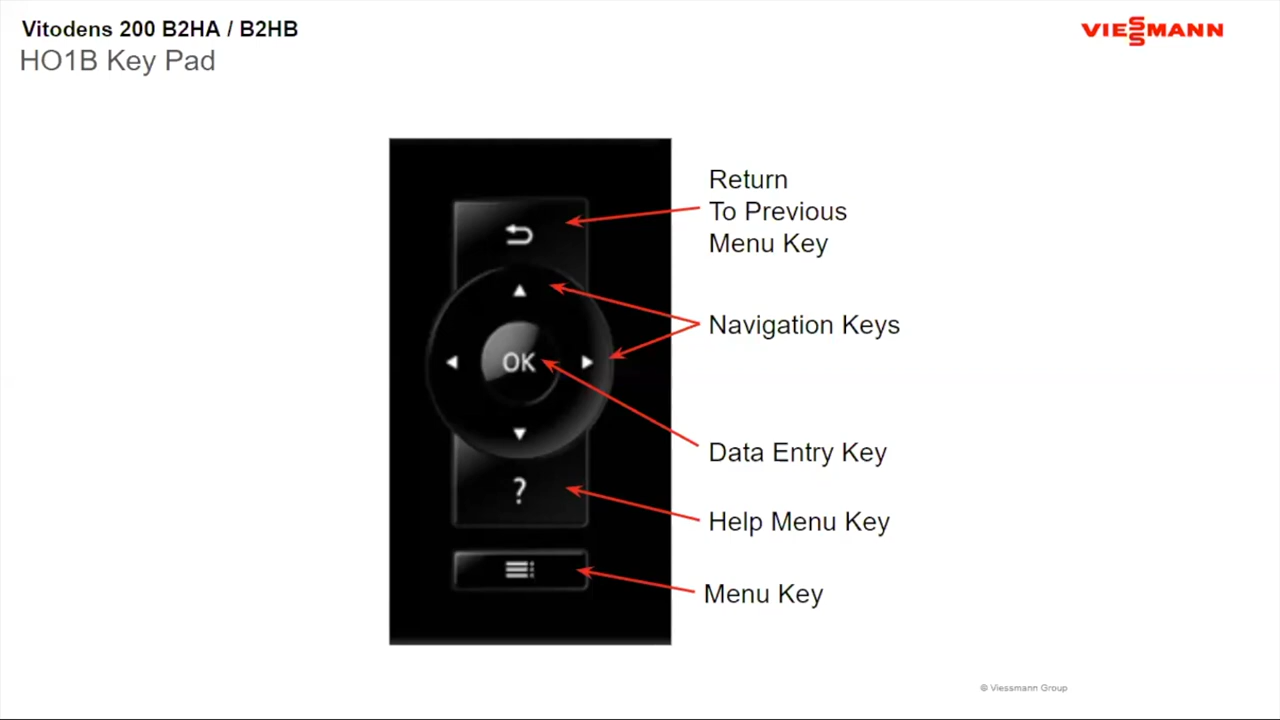 Vitodens 200 B2HA / B2HB
HO1B Key Pad
VIESSMANN
Return
To Previous
Menu Key
Navigation Keys
OK
Data Entry Key
?
Help Menu Key
Menu Key
© Viessmann Group